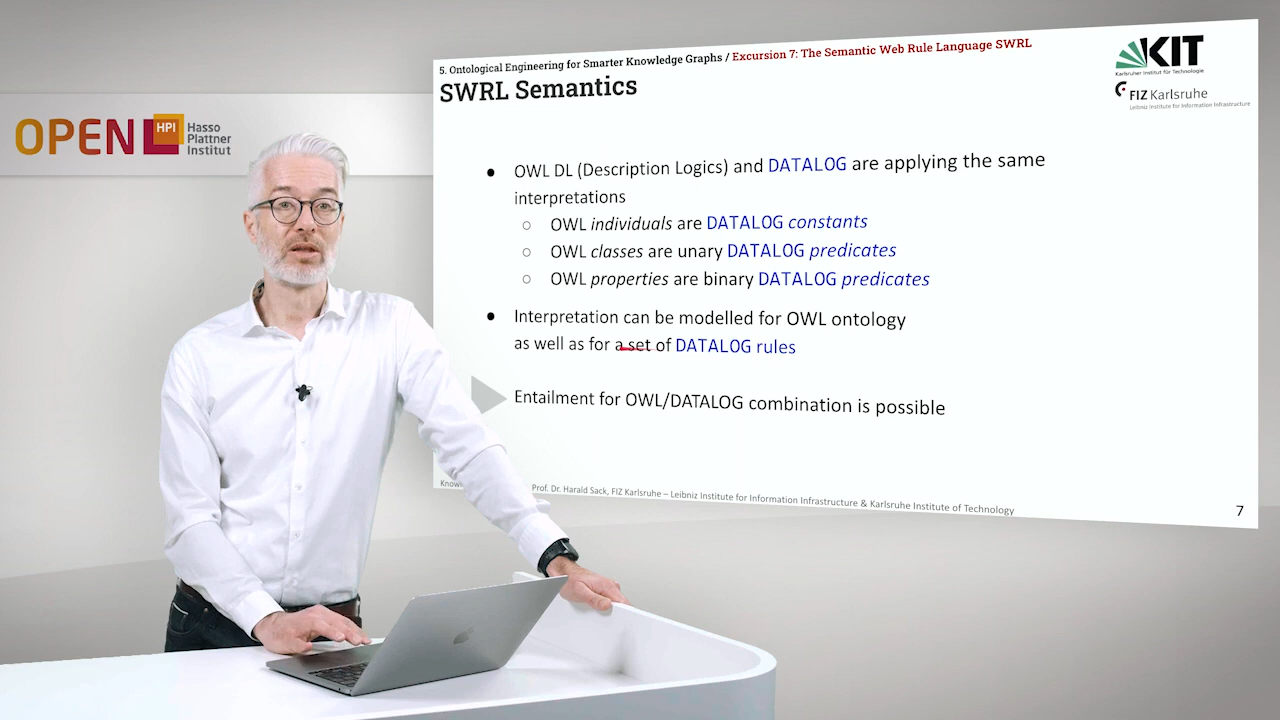 OPEN HPI Hasso
Plattner
Institut
5. Ontological Engineering for Smarter Knowledge Graphs / Excursion 7: The Semantic Web Rule Language SWRL
SWRL Semantics
KIT
Karlsruher Institut für Technologie
FIZ Karlsruhe
Leibniz Institute for Information Infrastructure
● OWL DL (Description Logics) and DATALOG are applying the same
interpretations
○ OWL individuals are DATALOG constants
○ OWL classes are unary DATALOG predicates
○ OWL properties are binary DATALOG predicates
● Interpretation can be modelled for OWL ontology
as well as for a set of DATALOG rules
Entailment for OWL/DATALOG combination is possible
Prof. Dr. Harald Sack, FIZ Karlsruhe – Leibniz Institute for Information Infrastructure & Karlsruhe Institute of Technology
7